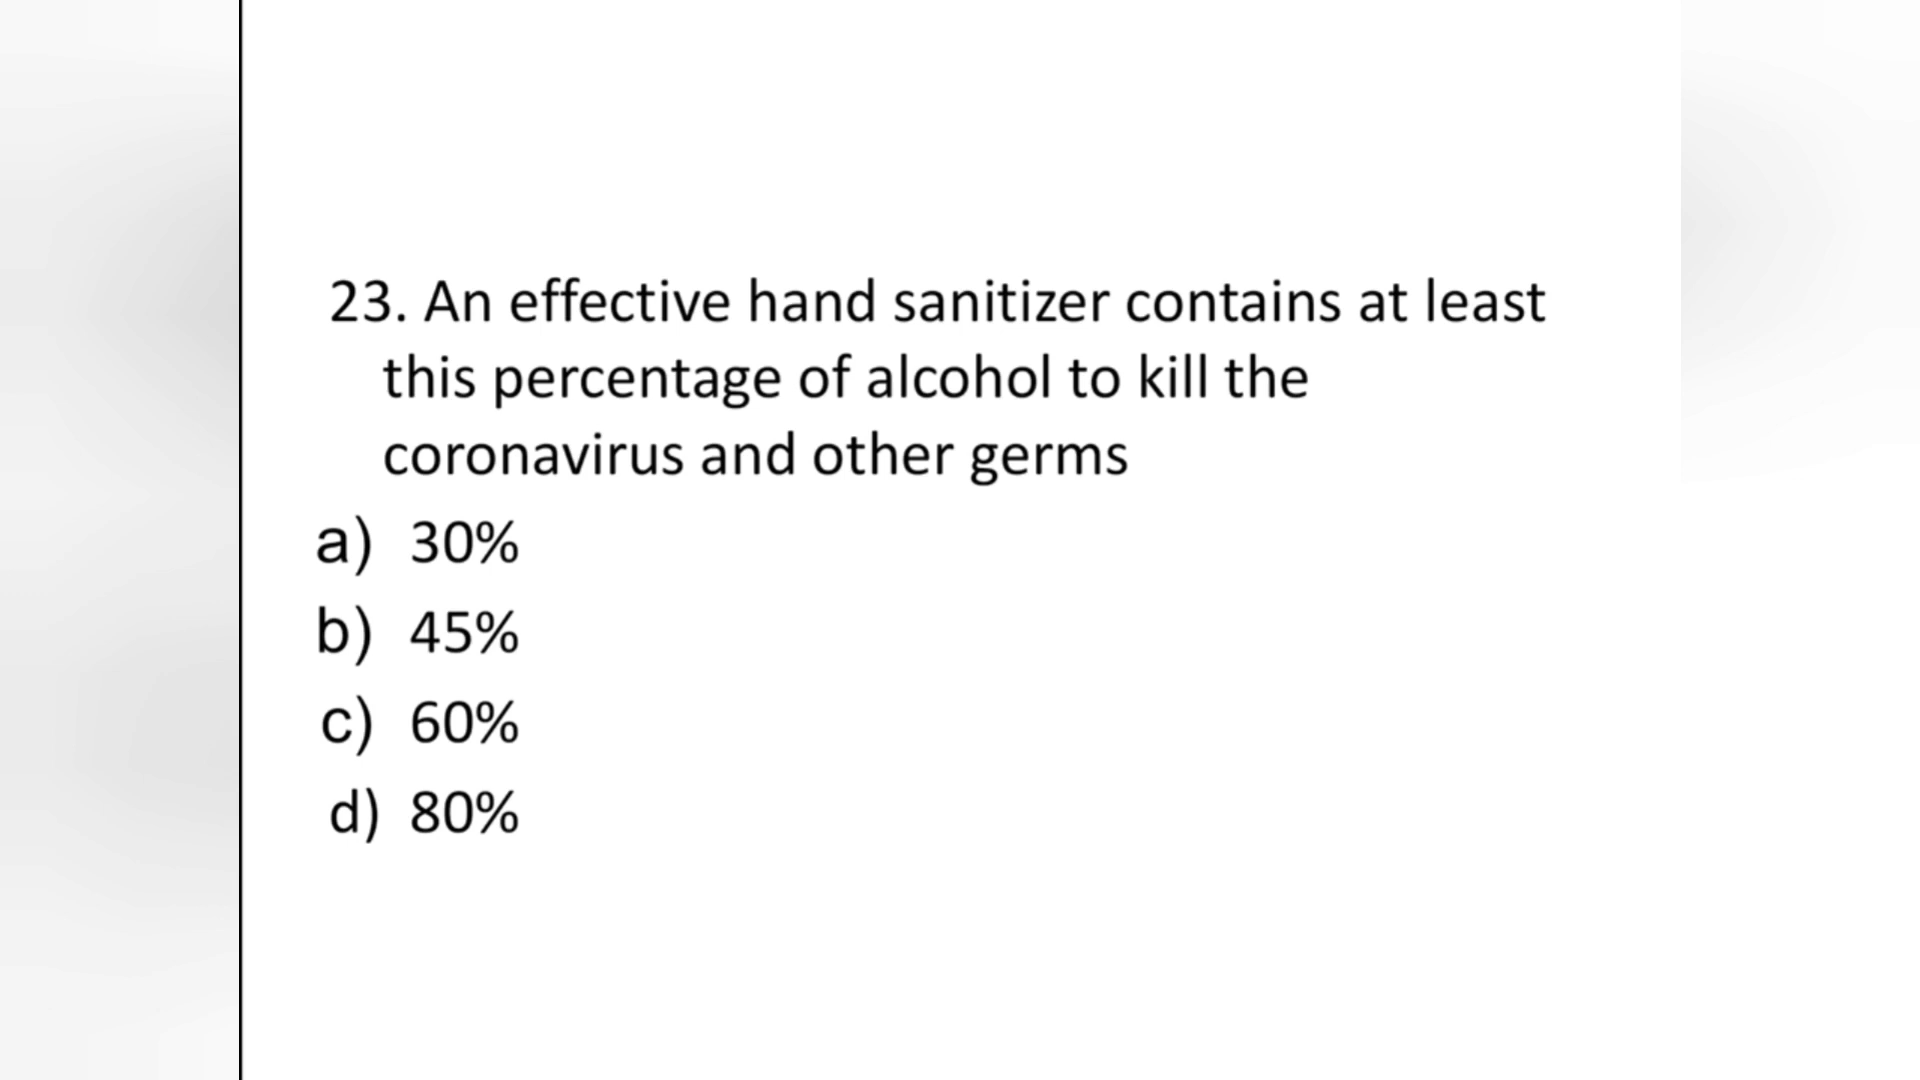 23. An effective hand sanitizer contains at least
this percentage of alcohol to kill the
coronavirus and other germs
a) 30%
b) 45%
c) 60%
d) 80%